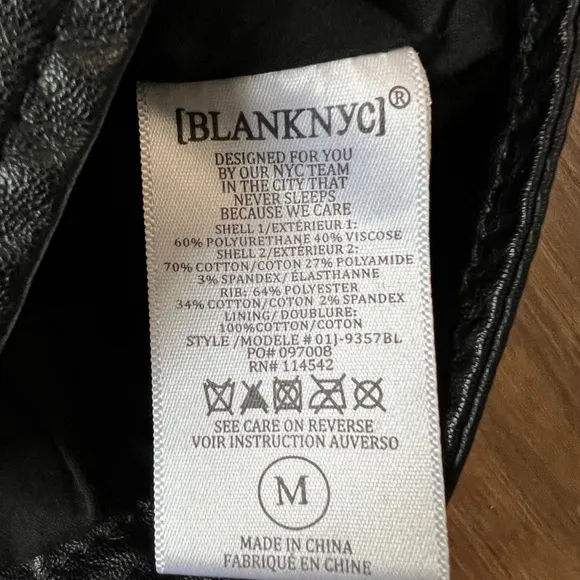 [BLANKNYC]®
DESIGNED FOR YOU
BY OUR NYC TEAM
IN THE CITY THAT
NEVER SLEEPS
BECAUSE WE CARE
SHELL 1/EXTÉRIEUR 1:
60% POLYURETHANE 40% VISCOSE
SHELL 2/EXTÉRIEUR 2:
70% COTTON/COTON 27% POLYAMIDE
3% SPANDEX/ÉLASTHANNE
RIB: 64% POLYESTER
34% COTTON/COTON 2% SPANDEX
LINING/ DOUBLURE:
100%COTTON/COTON
STYLE /MODELE # 01J-9357BL
PO# 097008
RN# 114542
SEE CARE ON REVERSE
VOIR INSTRUCTION AUVERSO
M
MADE IN CHINA
FABRIQUÉ EN CHINE